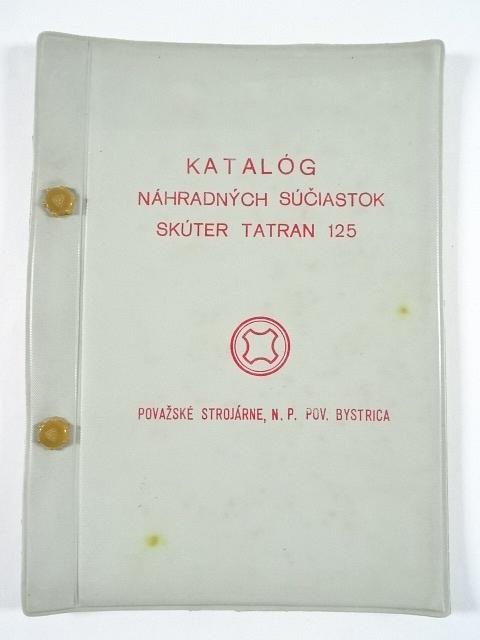 KATALÓG
NÁHRADNÝCH SÚČIASTOK
SKÚTER TATRAN 125
POVAŽSKÉ STROJÁRNE, N. P. POV. BYSTRICA